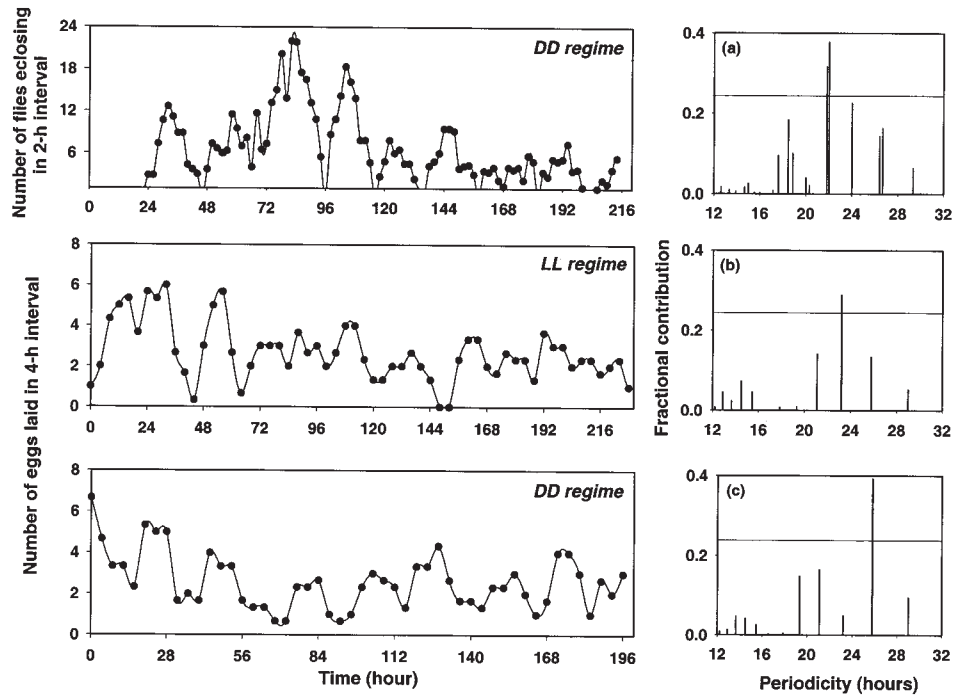 Number of flies eclosing
in 2-h interval
24
18
12
6
DD regime
0 24 48 72 96 120 144 168 192 216
0.4
0.2
0.0
(a)
12 16 20 24 28 32
Number of eggs laid in 4-h interval
8
6
4
2
0
LL regime
0 24 48 72 96 120 144 168 192 216
Fractional contribution
0.4
0.2
0.0
(b)
12 16 20 24 28 32
8
6
4
2
0
DD regime
0 28 56 84 112 140 168 196
Time (hour)
0.4
0.2
0.0
(c)
12 16 20 24 28 32
Periodicity (hours)